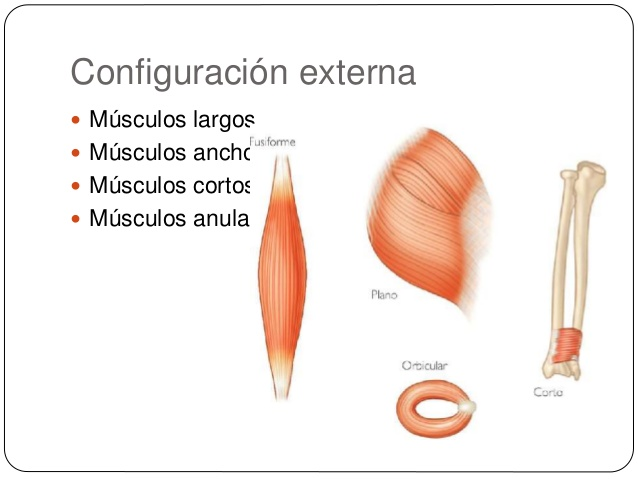 Configuración externa
• Músculos largos
• Músculos ancho
• Músculos cortos
• Músculos anula
Fusiforme
Plano
Orbicular
Corto